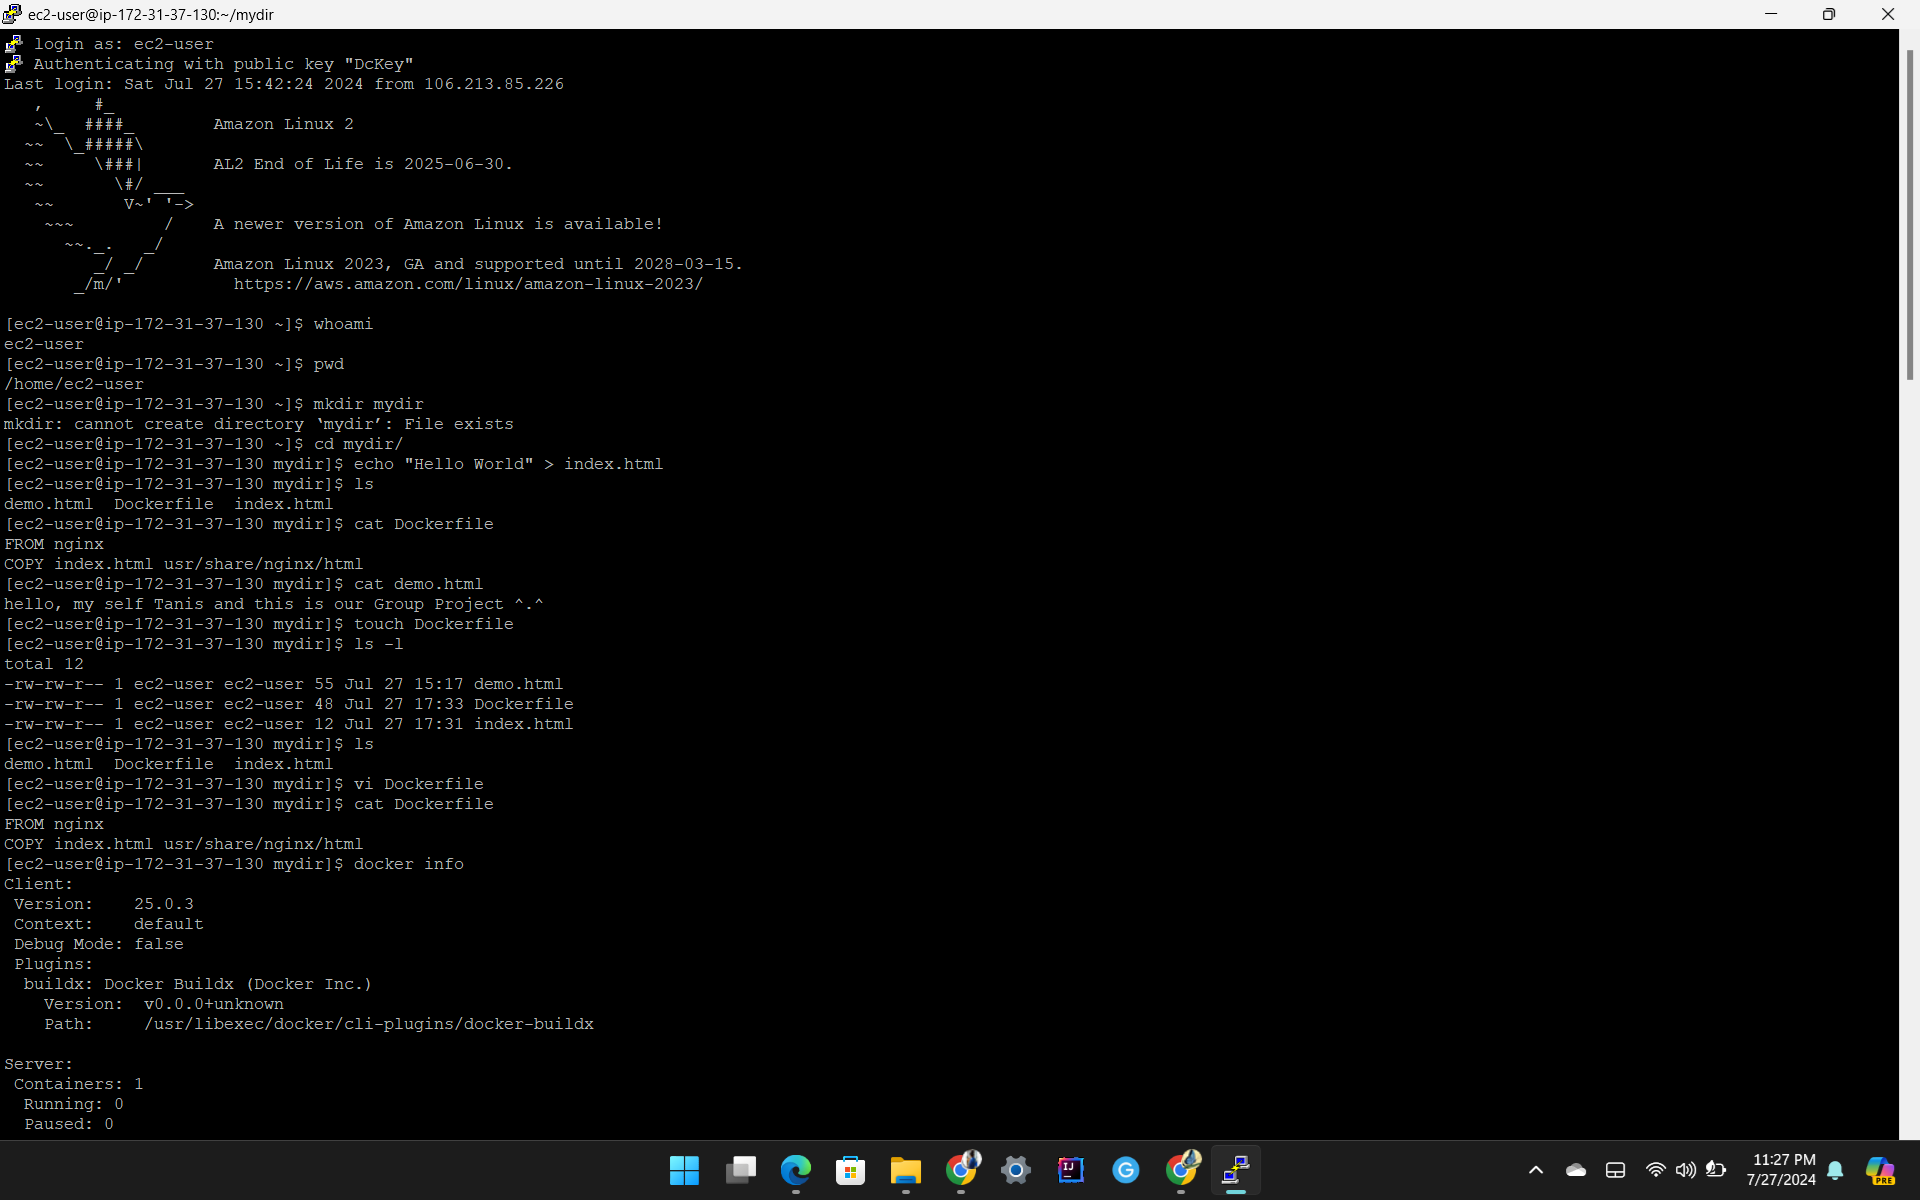 ec2-user@ip-172-31-37-130:~/mydir
login as: ec2-user
Authenticating with public key "DcKey"
Last login: Sat Jul 27 15:42:24 2024 from 106.213.85.226
   ,     #_
   ~\_  ####_        Amazon Linux 2
  ~~  \_#####\
  ~~     \###|       AL2 End of Life is 2025-06-30.
  ~~       \#/ ___
   ~~       V~' '->
    ~~~         /    A newer version of Amazon Linux is available!
      ~~._.   _/
         _/ _/       Amazon Linux 2023, GA and supported until 2028-03-15.
       _/m/'           https://aws.amazon.com/linux/amazon-linux-2023/
[ec2-user@ip-172-31-37-130 ~]$ whoami
ec2-user
[ec2-user@ip-172-31-37-130 ~]$ pwd
/home/ec2-user
[ec2-user@ip-172-31-37-130 ~]$ mkdir mydir
mkdir: cannot create directory ‘mydir’: File exists
[ec2-user@ip-172-31-37-130 ~]$ cd mydir/
[ec2-user@ip-172-31-37-130 mydir]$ echo "Hello World" > index.html
[ec2-user@ip-172-31-37-130 mydir]$ ls
demo.html  Dockerfile  index.html
[ec2-user@ip-172-31-37-130 mydir]$ cat Dockerfile
FROM nginx
COPY index.html usr/share/nginx/html
[ec2-user@ip-172-31-37-130 mydir]$ cat demo.html
hello, my self Tanis and this is our Group Project ^.^
[ec2-user@ip-172-31-37-130 mydir]$ touch Dockerfile
[ec2-user@ip-172-31-37-130 mydir]$ ls -l
total 12
-rw-rw-r-- 1 ec2-user ec2-user 55 Jul 27 15:17 demo.html
-rw-rw-r-- 1 ec2-user ec2-user 48 Jul 27 17:33 Dockerfile
-rw-rw-r-- 1 ec2-user ec2-user 12 Jul 27 17:31 index.html
[ec2-user@ip-172-31-37-130 mydir]$ ls
demo.html  Dockerfile  index.html
[ec2-user@ip-172-31-37-130 mydir]$ vi Dockerfile
[ec2-user@ip-172-31-37-130 mydir]$ cat Dockerfile
FROM nginx
COPY index.html usr/share/nginx/html
[ec2-user@ip-172-31-37-130 mydir]$ docker info
Client:
 Version:    25.0.3
 Context:    default
 Debug Mode: false
 Plugins:
  buildx: Docker Buildx (Docker Inc.)
    Version:  v0.0.0+unknown
    Path:     /usr/libexec/docker/cli-plugins/docker-buildx
Server:
 Containers: 1
  Running: 0
  Paused: 0
IJ
G
11:27 PM
7/27/2024
PRE